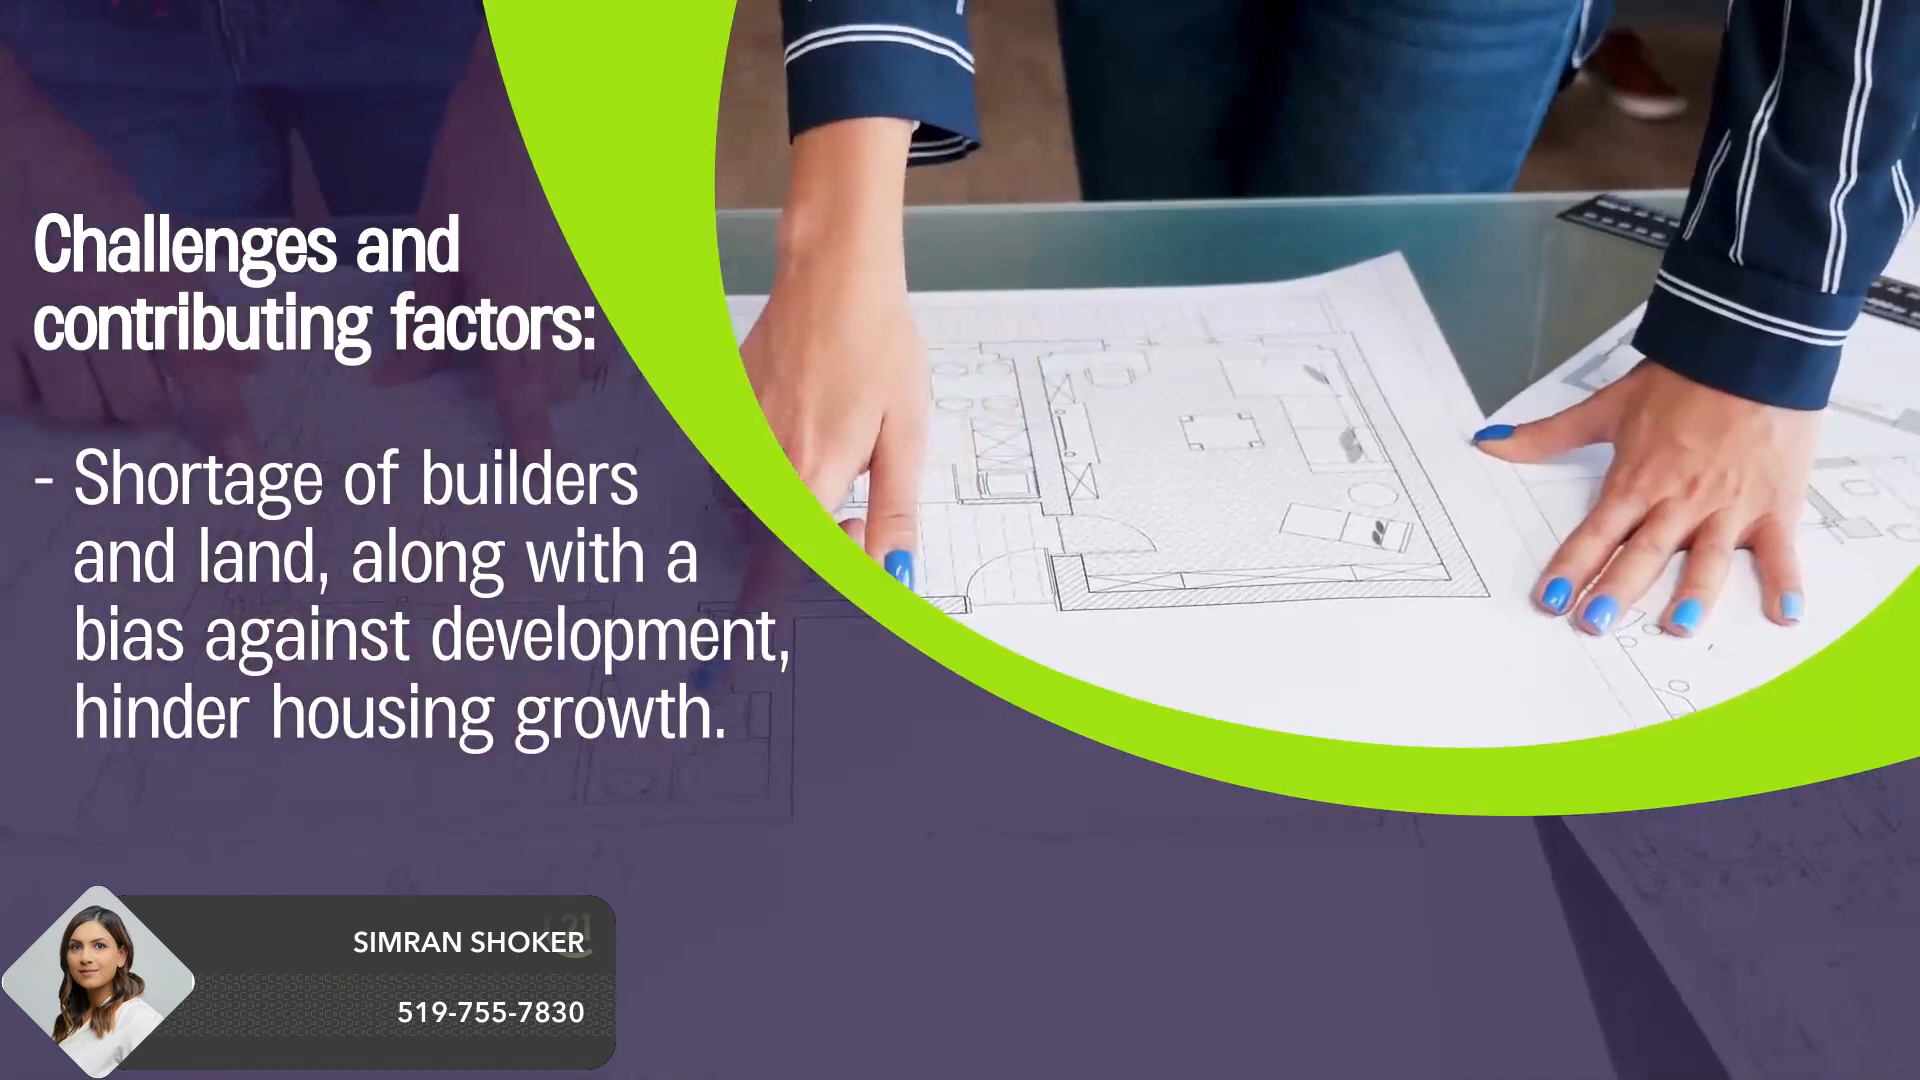 Challenges and
contributing factors:
- Shortage of builders
and land, along with a
bias against development,
hinder housing growth.
21
SIMRAN SHOKER
519-755-7830